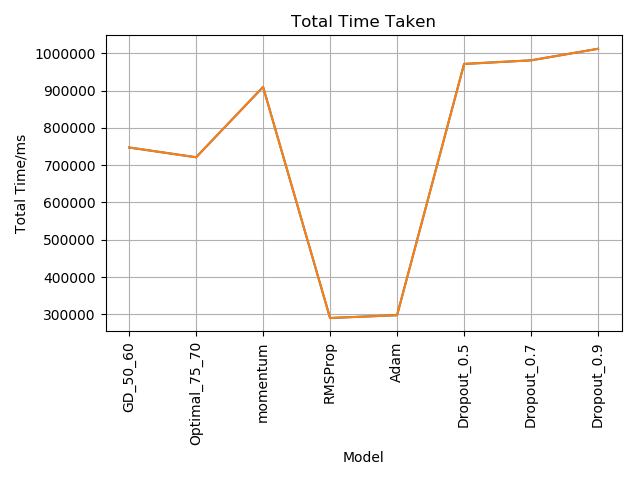 Total Time Taken
Total Time/ms
1000000
900000
800000
700000
600000
500000
400000
300000
GD_50_60
Optimal_75_70
momentum
RMSProp
Adam
Dropout_0.5
Dropout_0.7
Dropout_0.9
Model